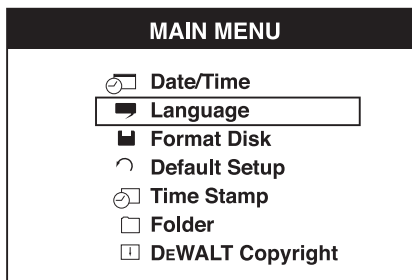 MAIN MENU
Date/Time
Language
Format Disk
Default Setup
Time Stamp
Folder
DEWALT Copyright